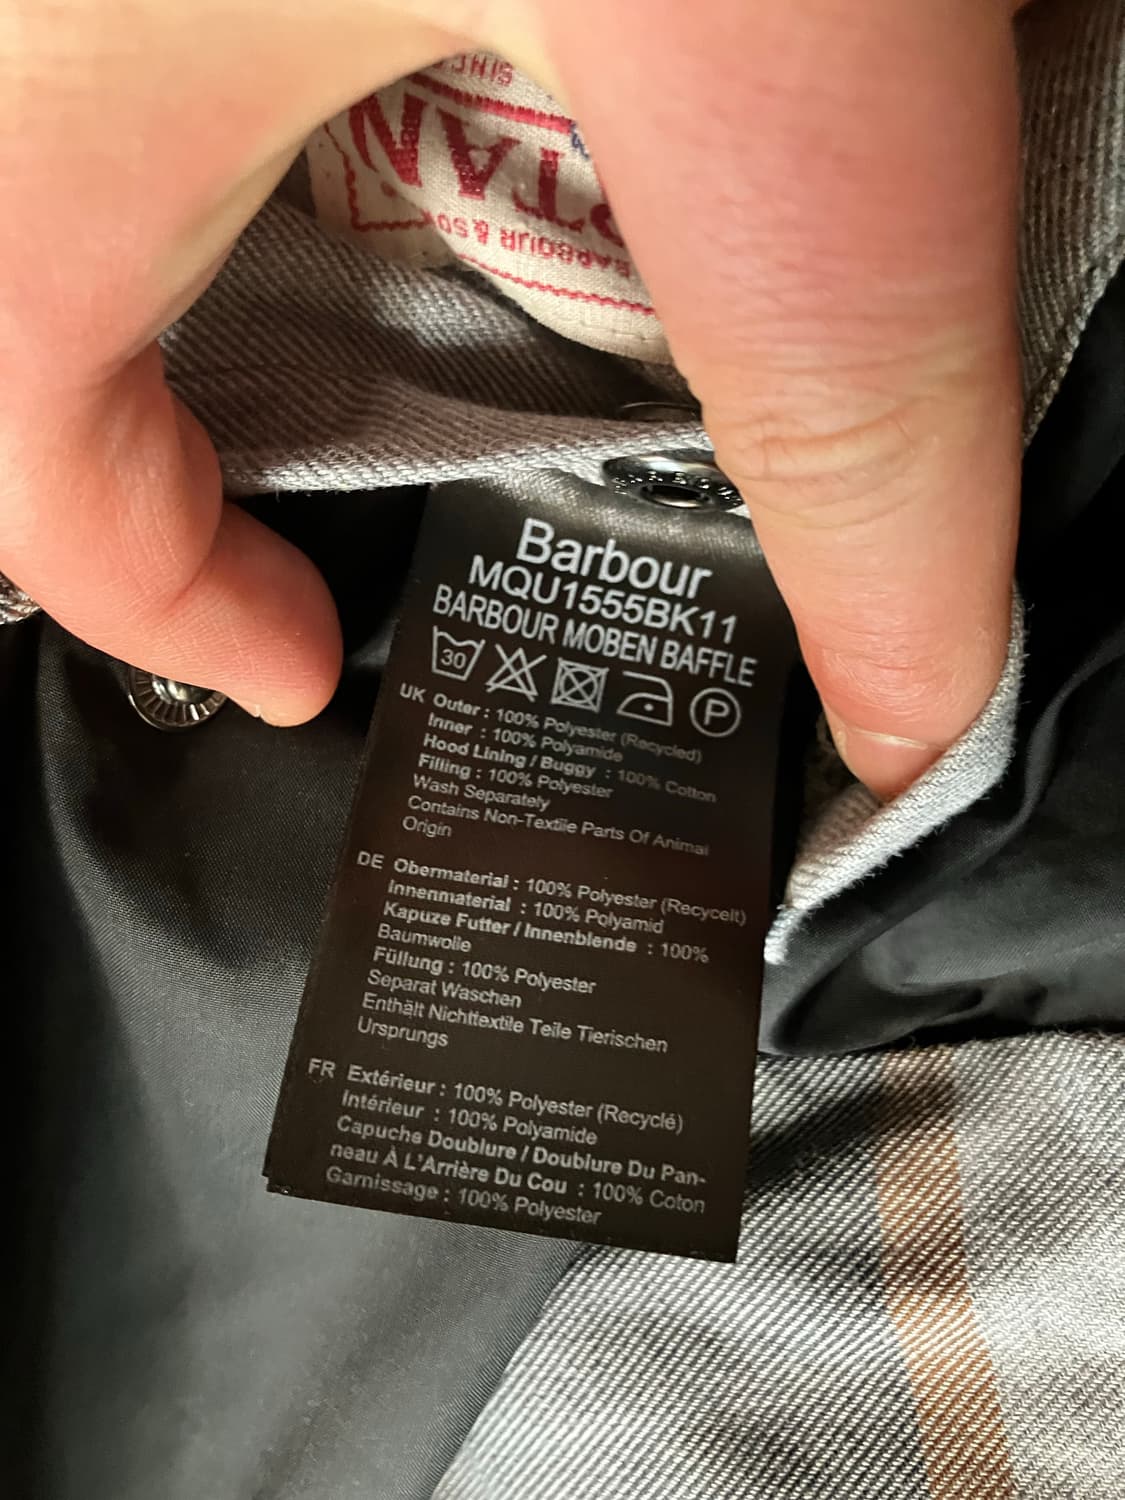 SINCE
PTAN
BARBOUR & SO
Barbour
MQU1555BK11
BARBOUR MOBEN BAFFLE
30 P
UK Outer : 100% Polyester (Recycled)
Inner : 100% Polyamide
Hood Lining / Buggy : 100% Cotton
Filling : 100% Polyester
Wash Separately
Contains Non-Textile Parts Of Animal
Origin
DE Obermaterial : 100% Polyester (Recycelt)
Innenmaterial : 100% Polyamid
Kapuze Futter / Innenblende : 100%
Baumwolle
Füllung : 100% Polyester
Separat Waschen
Enthält Nichttextile Teile Tierischen
Ursprungs
FR Extérieur : 100% Polyester (Recyclé)
Intérieur : 100% Polyamide
Capuche Doublure / Doublure Du Pan-
neau À L'Arrière Du Cou : 100% Coton
Garnissage : 100% Polyester